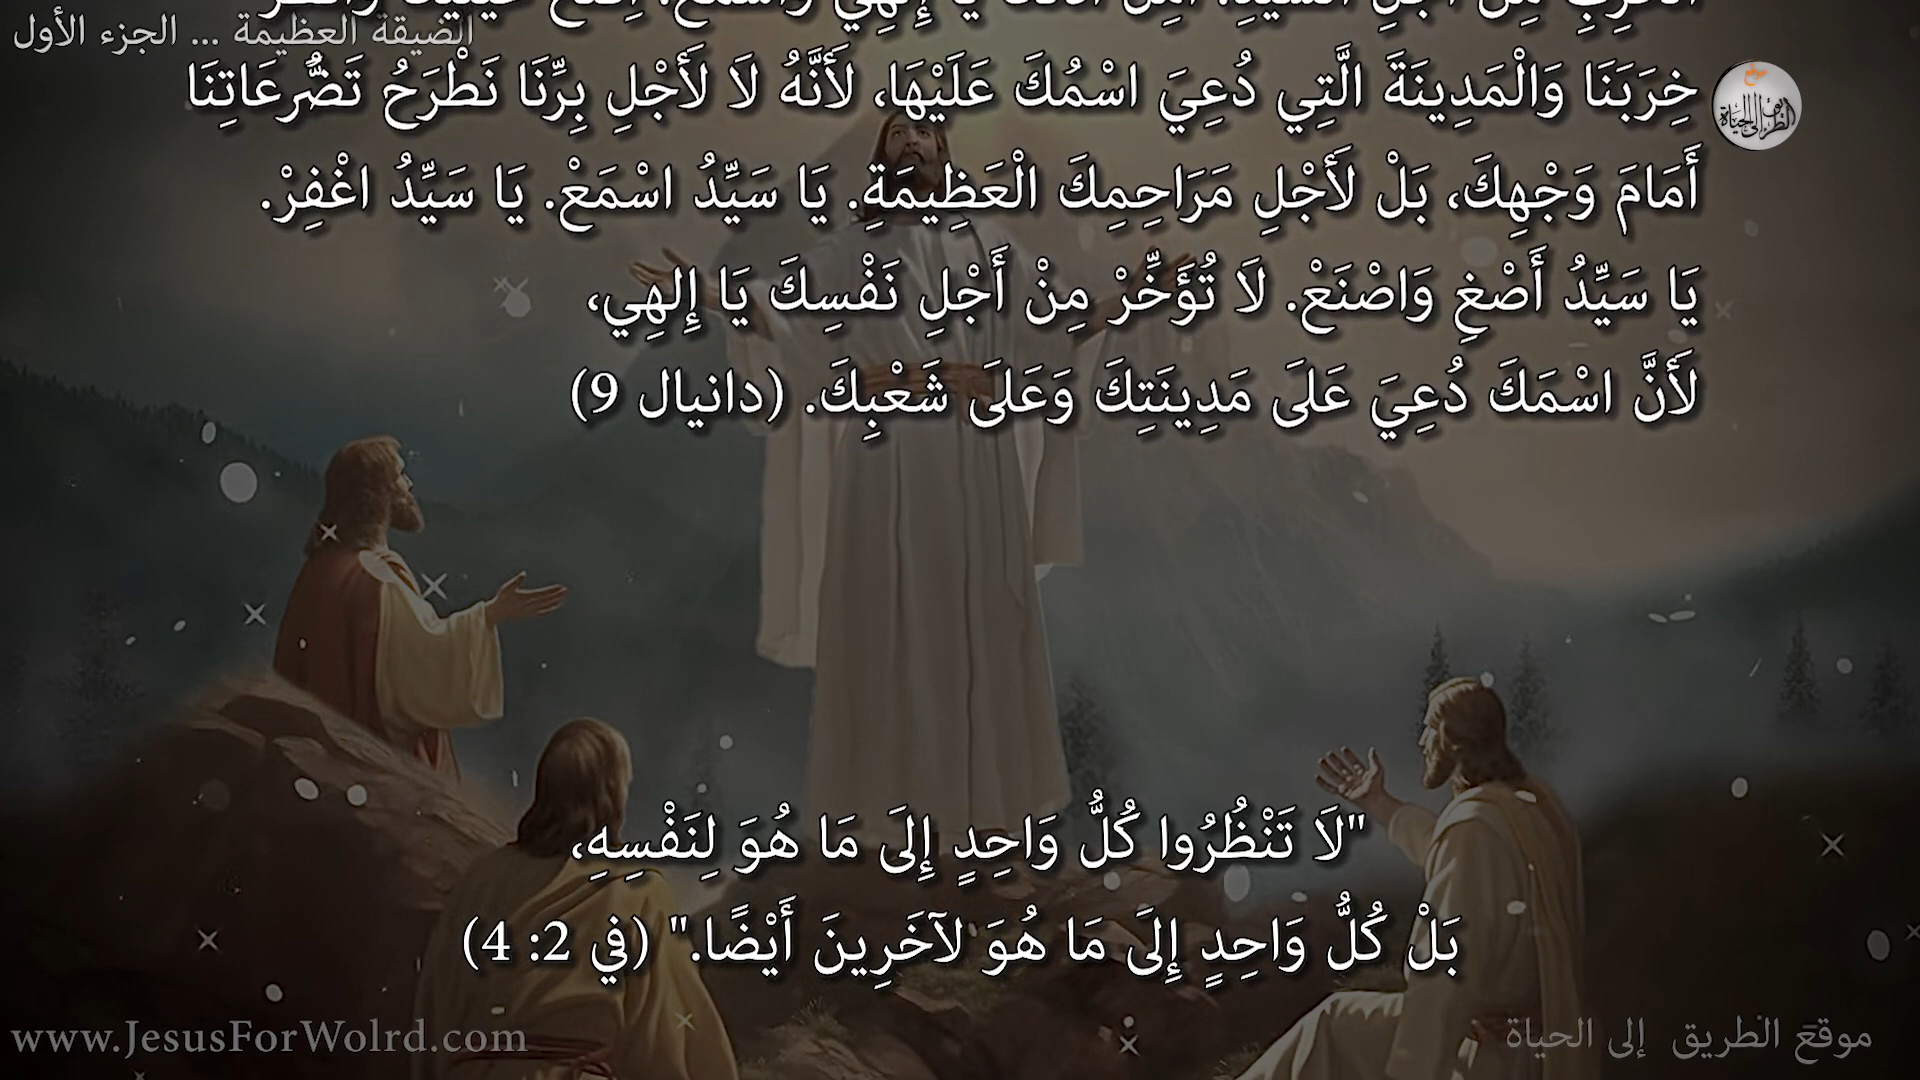 الضيقة العظيمة ... الجزء الأول
خِرَبَنَا وَالْمَدِينَةَ الَّتِي دُعِيَ اسْمُكَ عَلَيْهَا، لأَنَّهُ لاَ لأَجْلِ بِرِّنَا نَطْرَحُ تَضَرُّعَاتِنَا
أَمَامَ وَجْهِكَ، بَلْ لأَجْلِ مَرَاحِمِكَ الْعَظِيمَةِ. يَا سَيِّدُ اسْمَعْ. يَا سَيِّدُ اغْفِرْ.
يَا سَيِّدُ أَصْغِ وَاصْنَعْ. لاَ تُؤَخِّرْ مِنْ أَجْلِ نَفْسِكَ يَا إِلهِي،
لأَنَّ اسْمَكَ دُعِيَ عَلَى مَدِينَتِكَ وَعَلَى شَعْبِكَ. (دانيال 9)
"لاَ تَنْظُرُوا كُلُّ وَاحِدٍ إِلَى مَا هُوَ لِنَفْسِهِ،
بَلْ كُلُّ وَاحِدٍ إِلَى مَا هُوَ لآخَرِينَ أَيْضًا." (في 2: 4)
www.JesusForWolrd.com
موقع الطريق إلى الحياة